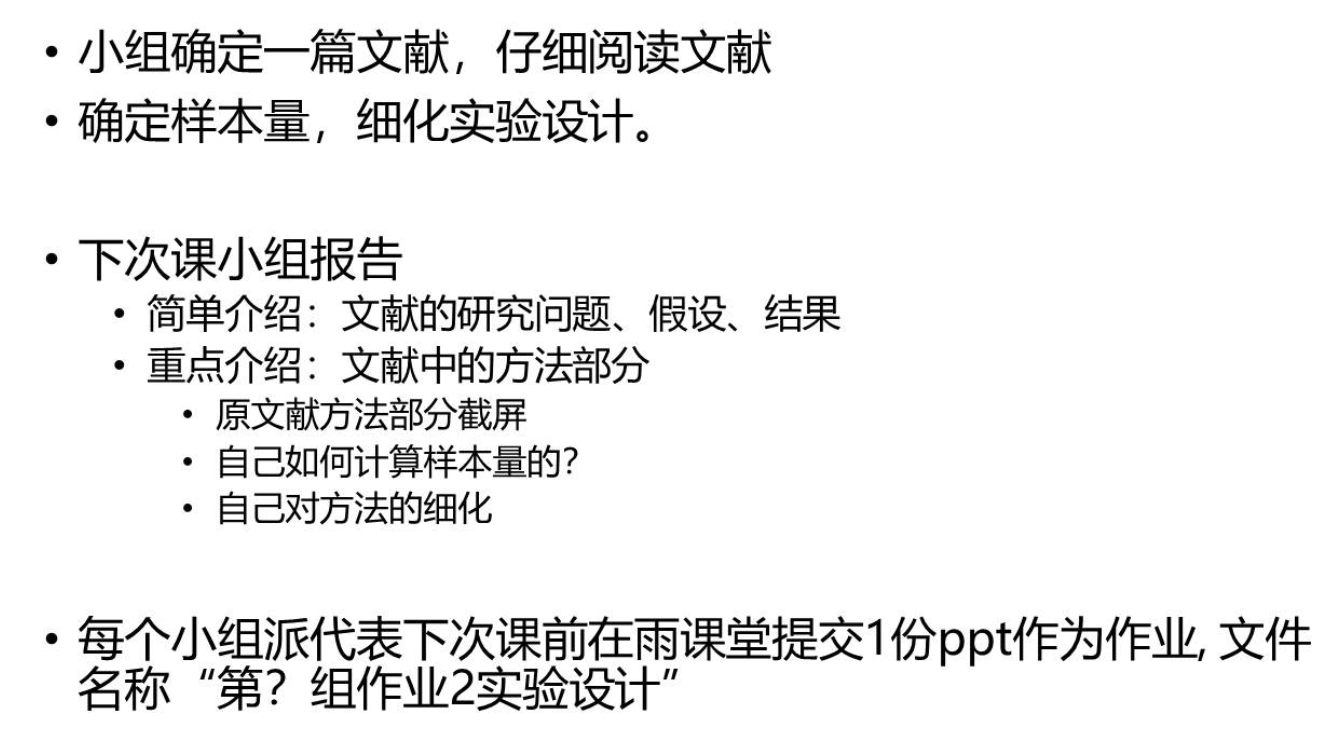 • 小组确定一篇文献，仔细阅读文献
• 确定样本量，细化实验设计。
• 下次课小组报告
• 简单介绍：文献的研究问题、假设、结果
• 重点介绍：文献中的方法部分
• 原文献方法部分截屏
• 自己如何计算样本量的？
• 自己对方法的细化
• 每个小组派代表下次课前在雨课堂提交1份ppt作为作业, 文件
名称“第？组作业2实验设计”